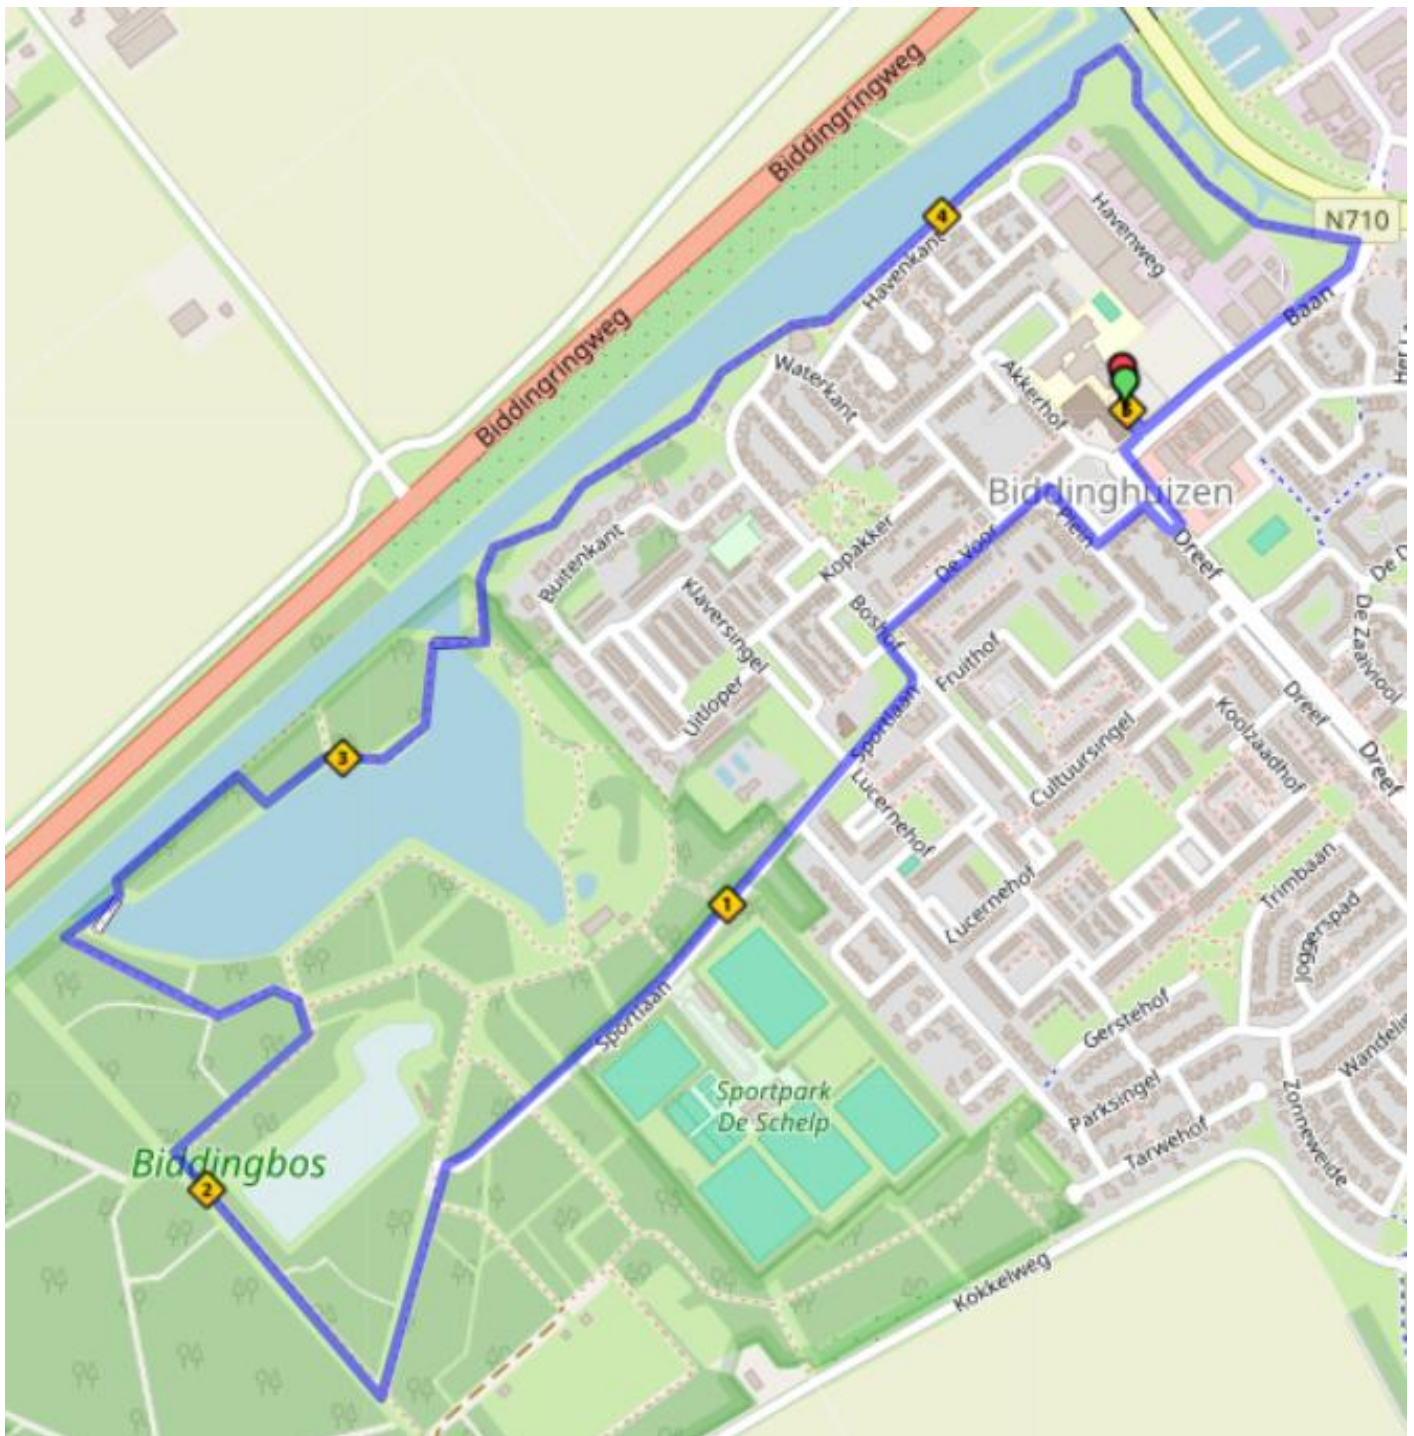 Biddingringweg
N710
4
Havenweg
Havenkant
Baan
Biddingringweg
Waterkant
Akkerhof
5
Biddinghuizen
Plein
Dreef
De Voor
Kopakker
Buitenkant
Klaversingel
Boshof
De Zaaiviool
Fruithof
Uitloper
Sportlaan
Dreef
Koolzaadhof
Cultuursingel
Dreef
3
Lucernehof
Trimbaan
1
Lucernehof
Joggerspad
Sportlaan
Gerstehof
Sportpark
De Schelp
Parksingel
Tarwehof
Zonneweide
Biddingbos
2
Kokkelweg